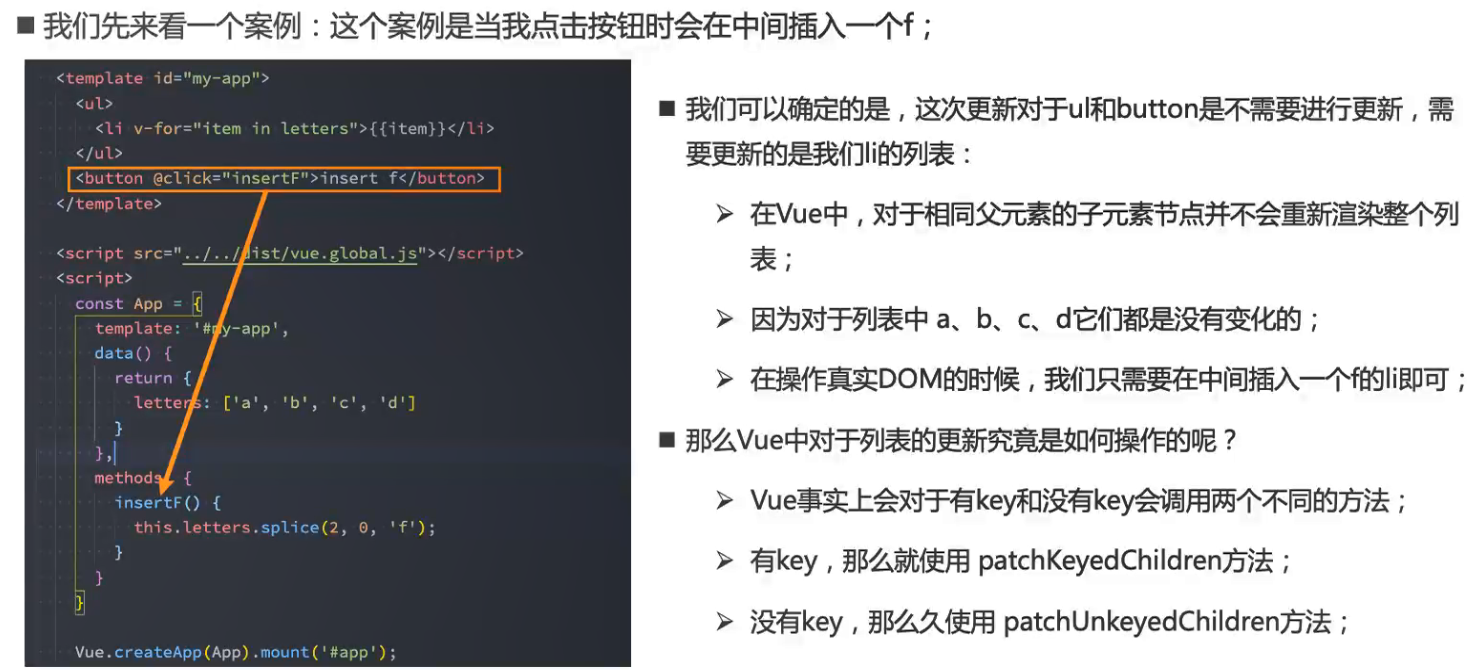 ■ 我们先来看一个案例：这个案例是当我点击按钮时会在中间插入一个f；
<template id="my-app">
<ul>
<li v-for="item in letters">{{item}}</li>
</ul>
<button @click="insertF">insert f</button>
</template>
<script src="../../dist/vue.global.js"></script>
<script>
const App = {
template: '#my-app',
data() {
return {
letters: ['a', 'b', 'c', 'd']
}
},
methods: {
insertF() {
this.letters.splice(2, 0, 'f');
}
}
}
Vue.createApp(App).mount('#app');
■ 我们可以确定的是，这次更新对于ul和button是不需要进行更新，需
要更新的是我们li的列表：
➢ 在Vue中，对于相同父元素的子元素节点并不会重新渲染整个列
表；
➢ 因为对于列表中 a、b、c、d它们都是没有变化的；
➢ 在操作真实DOM的时候，我们只需要在中间插入一个f的li即可；
■ 那么Vue中对于列表的更新究竟是如何操作的呢？
➢ Vue事实上会对于有key和没有key会调用两个不同的方法；
➢ 有key，那么就使用 patchKeyedChildren方法；
➢ 没有key，那么久使用 patchUnkeyedChildren方法；